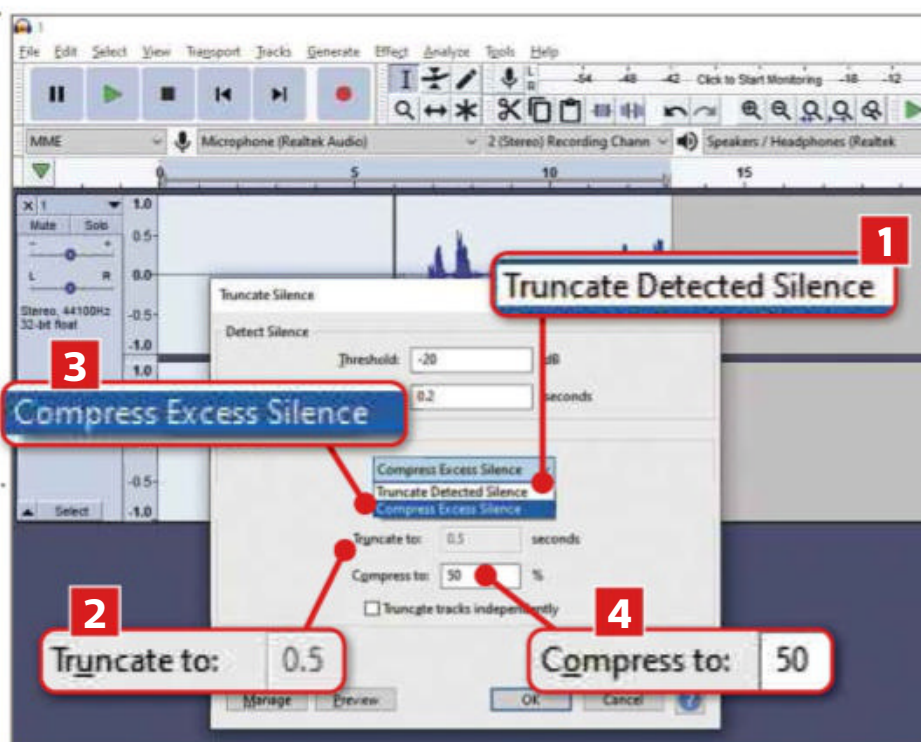 1
File Edit Select View Transport Tracks Generate Effect Analyze Tools Help
L R -54 -48 -42 Click to Start Monitoring -18 -12
MME Microphone (Realtek Audio) 2 (Stereo) Recording Chann Speakers / Headphones (Realtek
0 5 10 15
X 1 1.0
Mute Solo 0.5
- +
L R 0.0
Stereo, 44100Hz -0.5
32-bit float
-1.0
1.0
1
Truncate Detected Silence
Truncate Silence
Detect Silence
Threshold: -20 dB
0.2 seconds
3
Compress Excess Silence
Compress Excess Silence
Truncate Detected Silence
Compress Excess Silence
-0.5
Select -1.0
Truncate to: 0.5 seconds
Compress to: 50 %
Truncate tracks independently
2
Truncate to: 0.5
4
Compress to: 50
Manage Preview OK Cancel ?